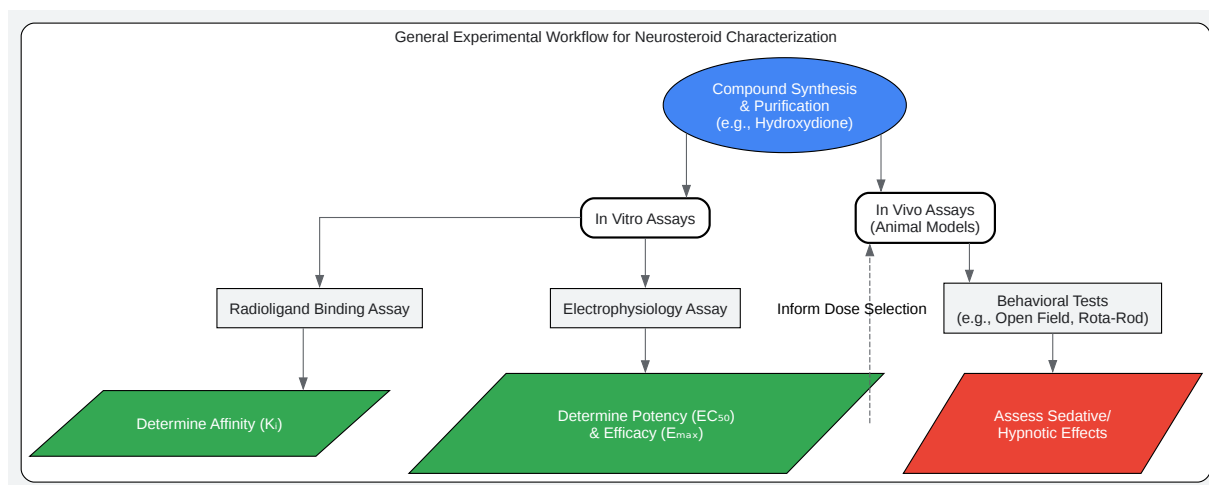 General Experimental Workflow for Neurosteroid Characterization
Compound Synthesis
& Purification
(e.g., Hydroxydione)
In Vitro Assays
In Vivo Assays
(Animal Models)
Radioligand Binding Assay
Electrophysiology Assay
Inform Dose Selection
Behavioral Tests
(e.g., Open Field, Rota-Rod)
Determine Affinity (Kᵢ)
Determine Potency (EC₅₀)
& Efficacy (Eₘₐₓ)
Assess Sedative/
Hypnotic Effects